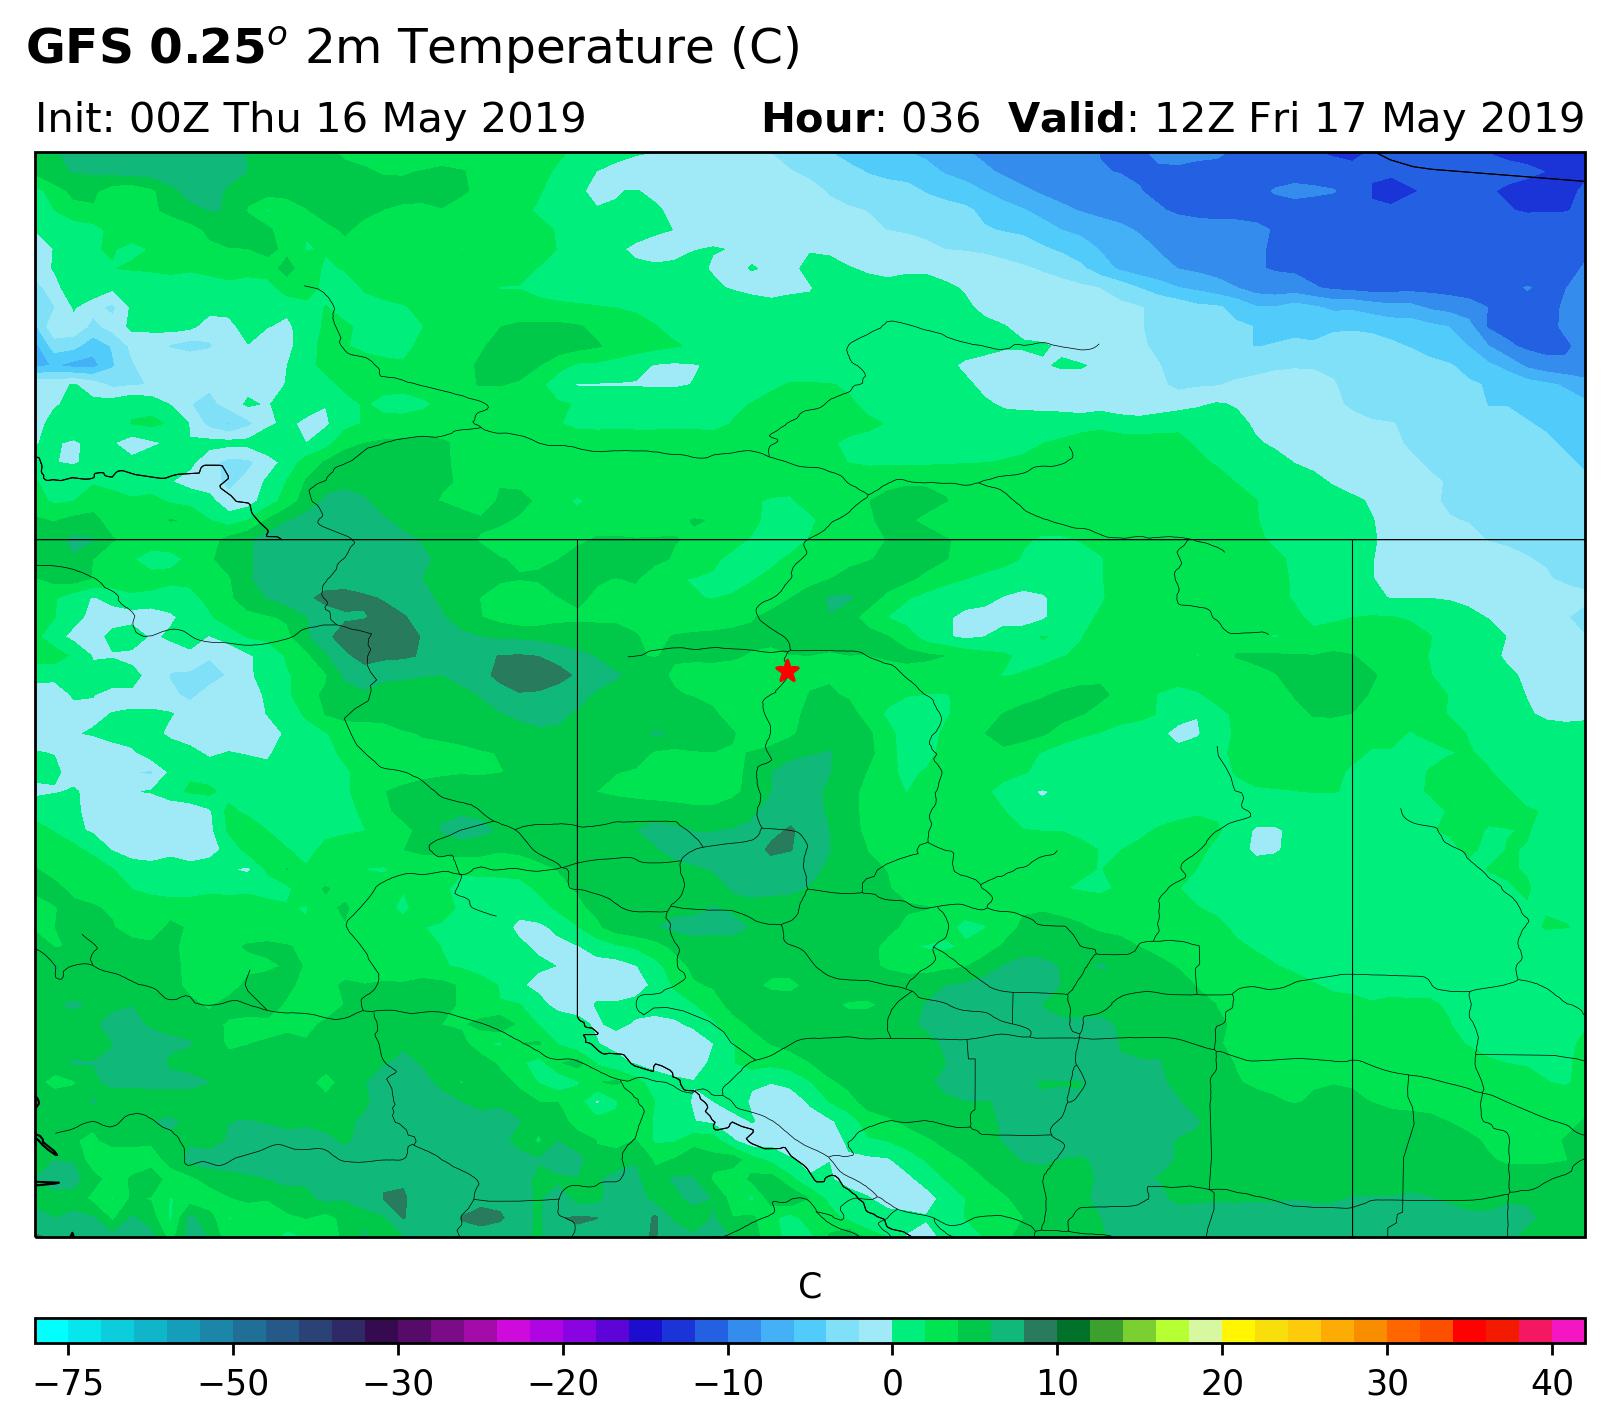 GFS 0.25° 2m Temperature (C)
Init: 00Z Thu 16 May 2019 Hour: 036 Valid: 12Z Fri 17 May 2019
C
−75 −50 −30 −20 −10 0 10 20 30 40